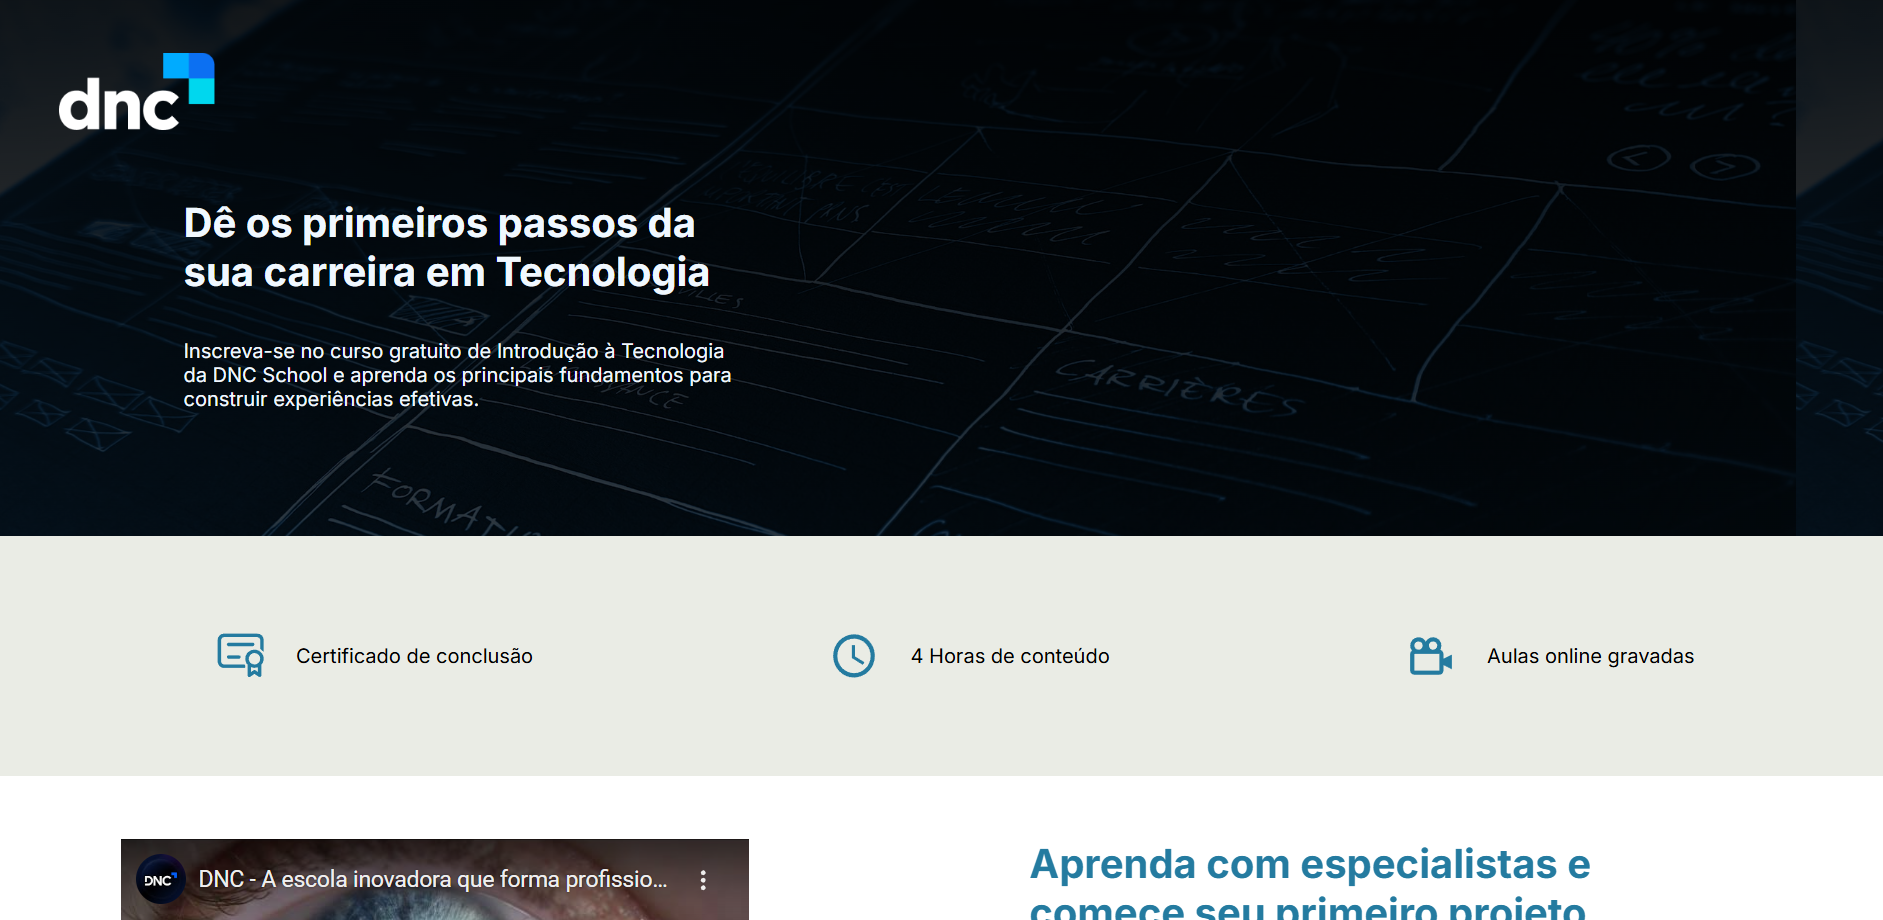 dnc
Dê os primeiros passos da
sua carreira em Tecnologia
Inscreva-se no curso gratuito de Introdução à Tecnologia
da DNC School e aprenda os principais fundamentos para
construir experiências efetivas.
CARRIÈRES
Certificado de conclusão
4 Horas de conteúdo
Aulas online gravadas
DNC
DNC - A escola inovadora que forma profissio...
Aprenda com especialistas e
comece seu primeiro projeto